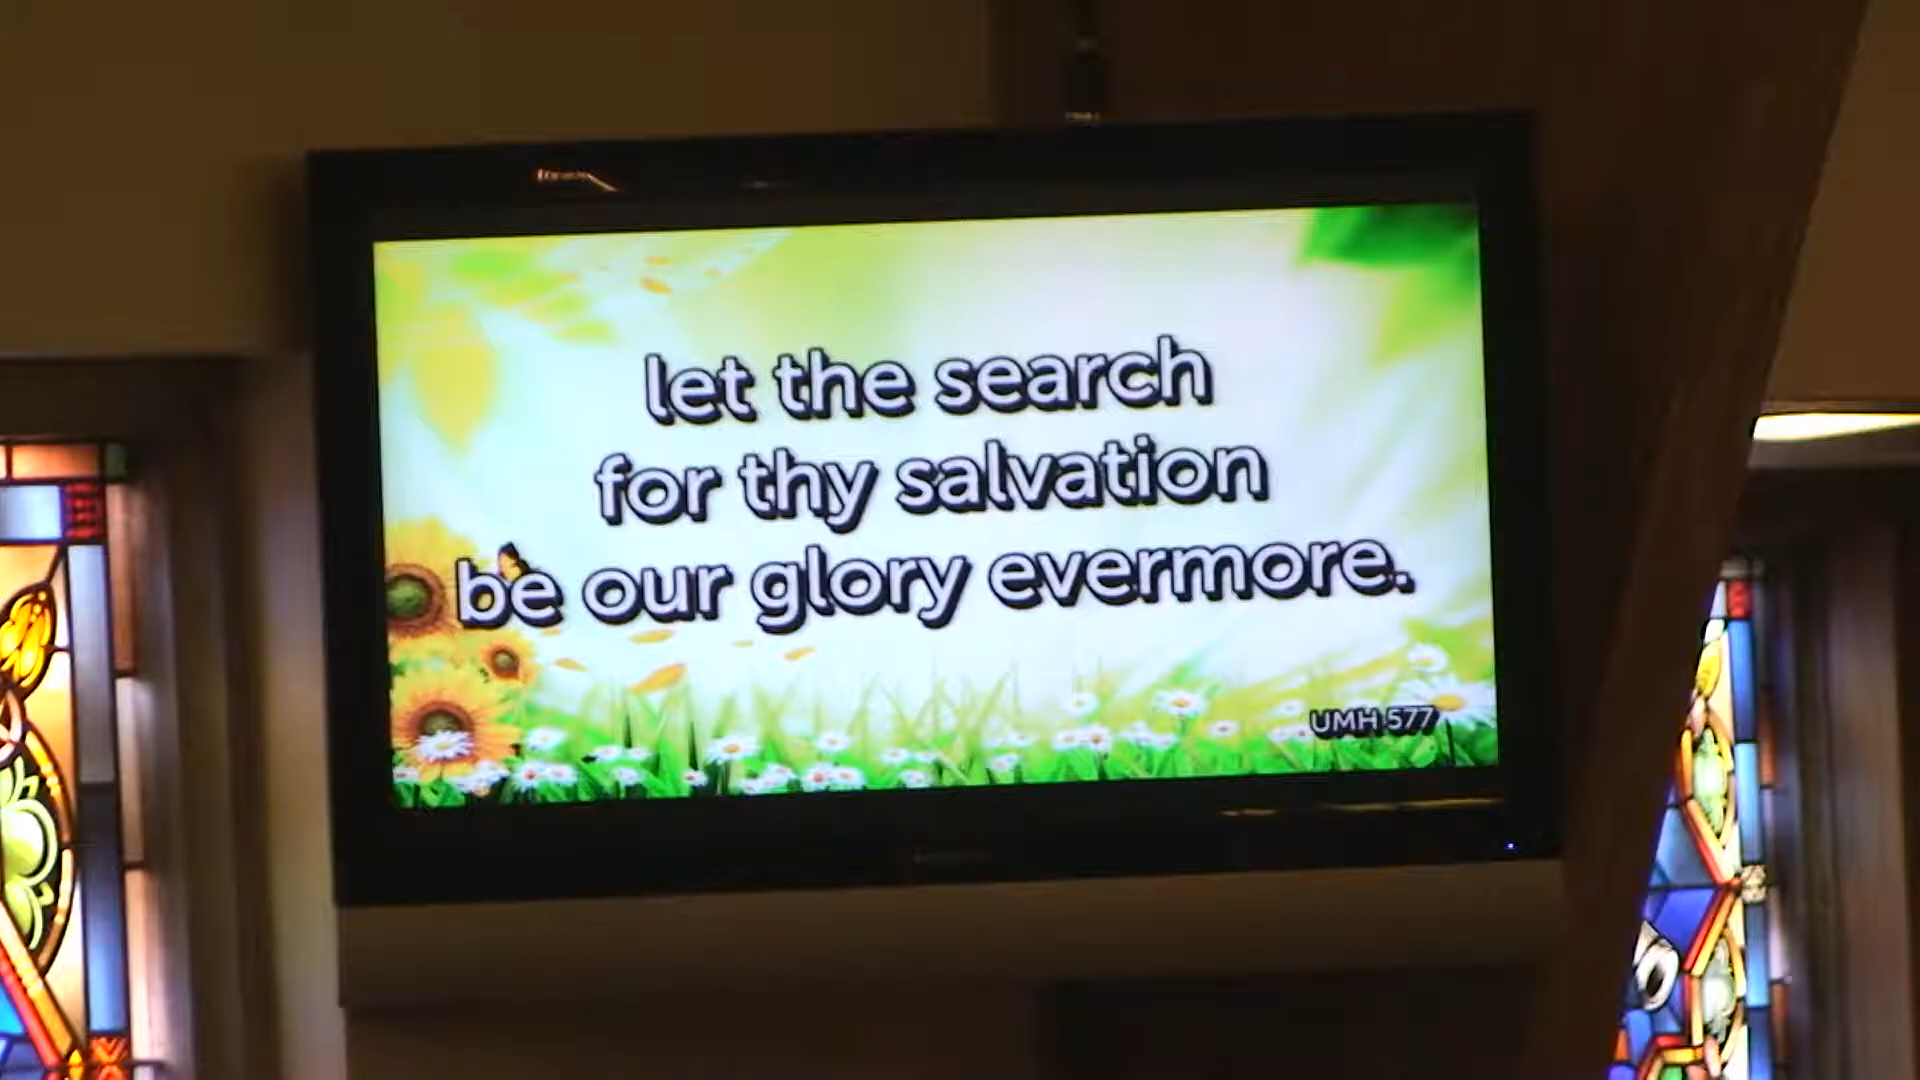 let the search
for thy salvation
be our glory evermore.
UMH 577